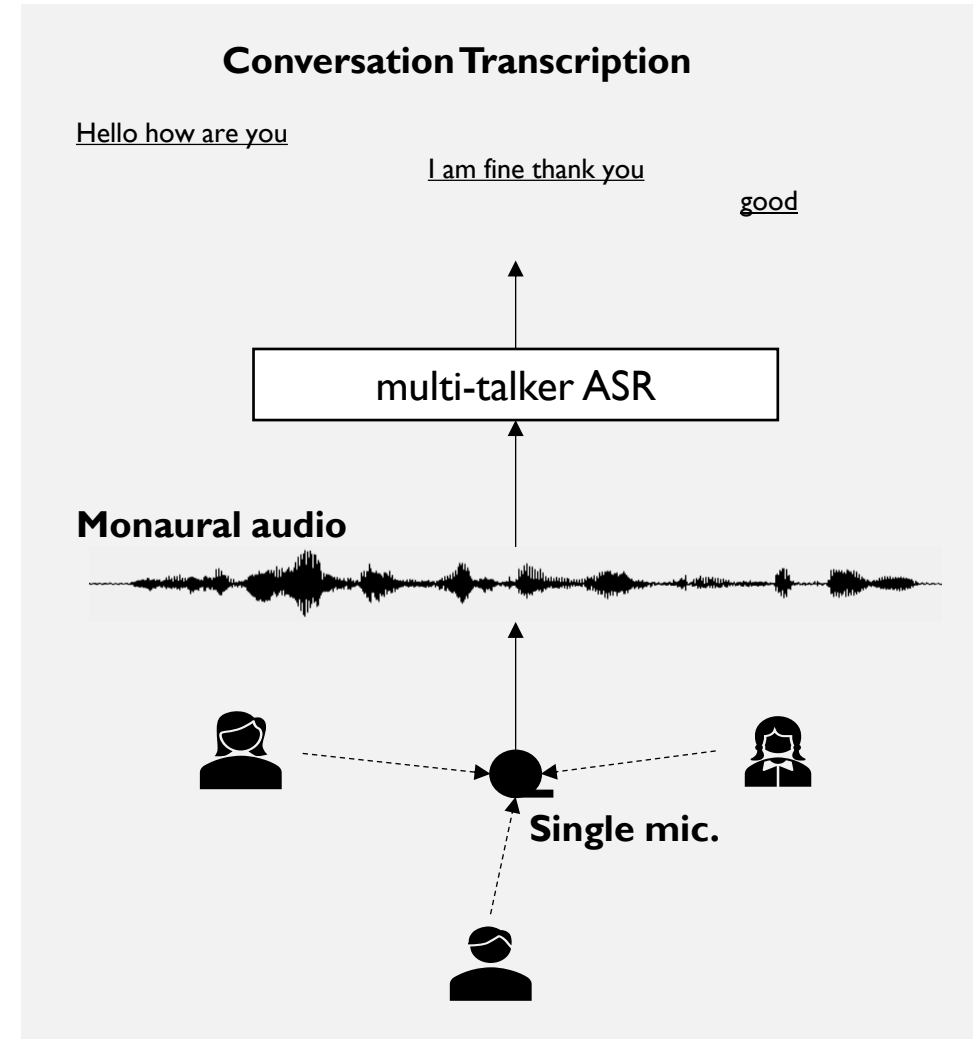 Conversation Transcription
Hello how are you
I am fine thank you
good
multi-talker ASR
Monaural audio
Single mic.